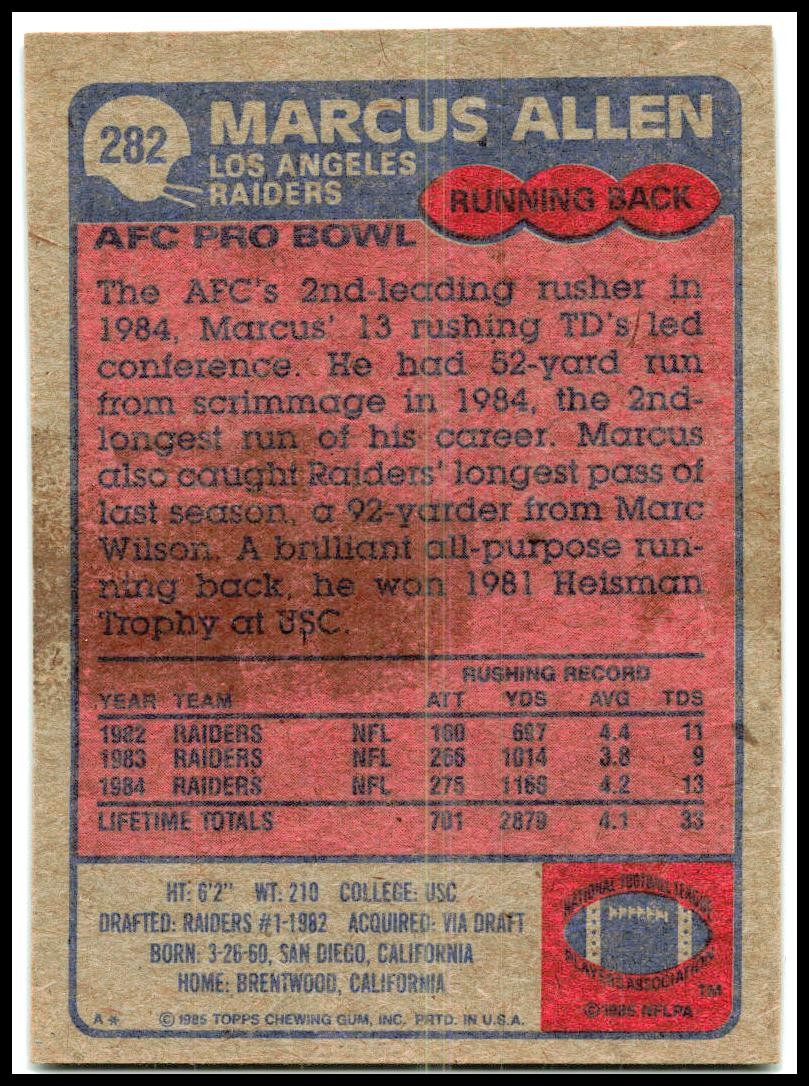 282
MARCUS ALLEN
LOS ANGELES
RAIDERS
RUNNING BACK
AFC PRO BOWL
The AFC's 2nd-leading rusher in
1984, Marcus' 13 rushing TD's led
conference. He had 52-yard run
from scrimmage in 1984, the 2nd-
longest run of his career. Marcus
also caught Raiders' longest pass of
last season, a 92-yarder from Marc
Wilson. A brilliant all-purpose run-
ning back, he won 1981 Heisman
Trophy at USC.
RUSHING RECORD
YEAR TEAM ATT YDS AVG TDS
1982 RAIDERS NFL 160 697 4.4 11
1983 RAIDERS NFL 266 1014 3.8 9
1984 RAIDERS NFL 275 1168 4.2 13
LIFETIME TOTALS 701 2879 4.1 33
HT: 6'2" WT: 210 COLLEGE: USC
DRAFTED: RAIDERS #1-1982 ACQUIRED: VIA DRAFT
BORN: 3-26-60, SAN DIEGO, CALIFORNIA
HOME: BRENTWOOD, CALIFORNIA
A* © 1985 TOPPS CHEWING GUM, INC. PRTD. IN U.S.A.
NATIONAL FOOTBALL LEAGUE
PLAYERS ASSOCIATION
TM
© 1985 NFLPA